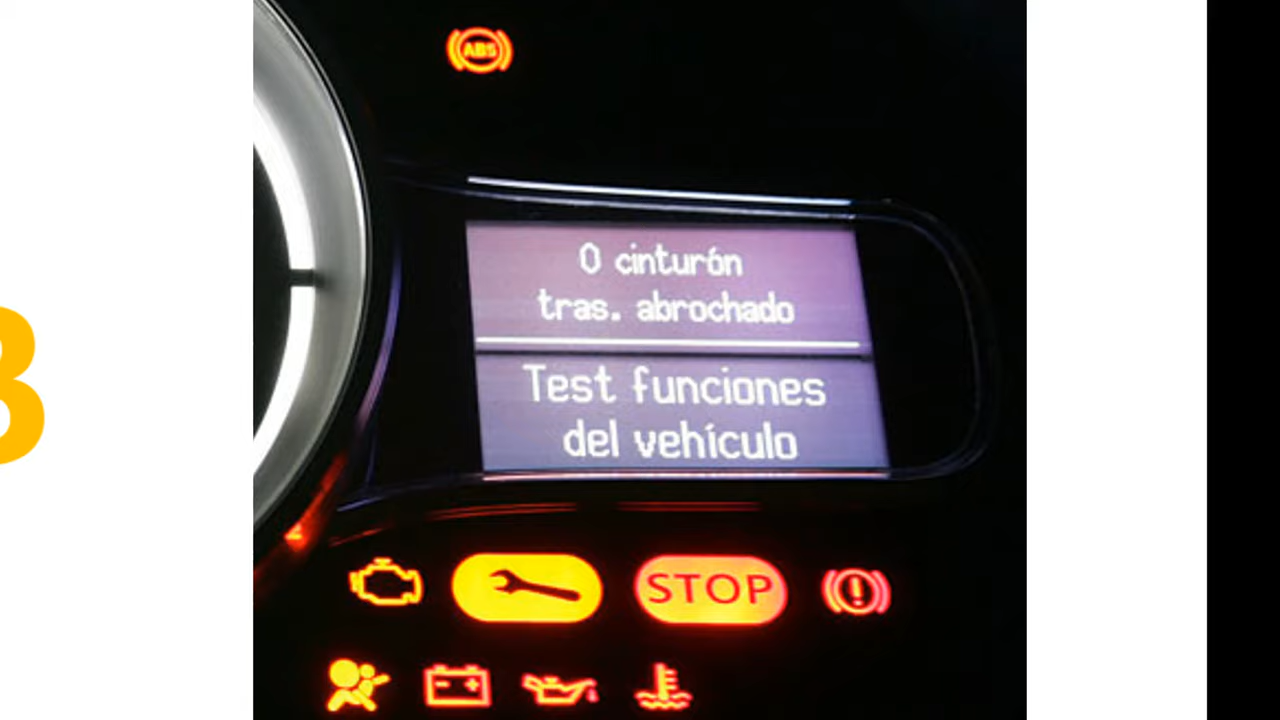 ABS
0 cinturón
tras. abrochado
Test funciones
del vehículo
STOP